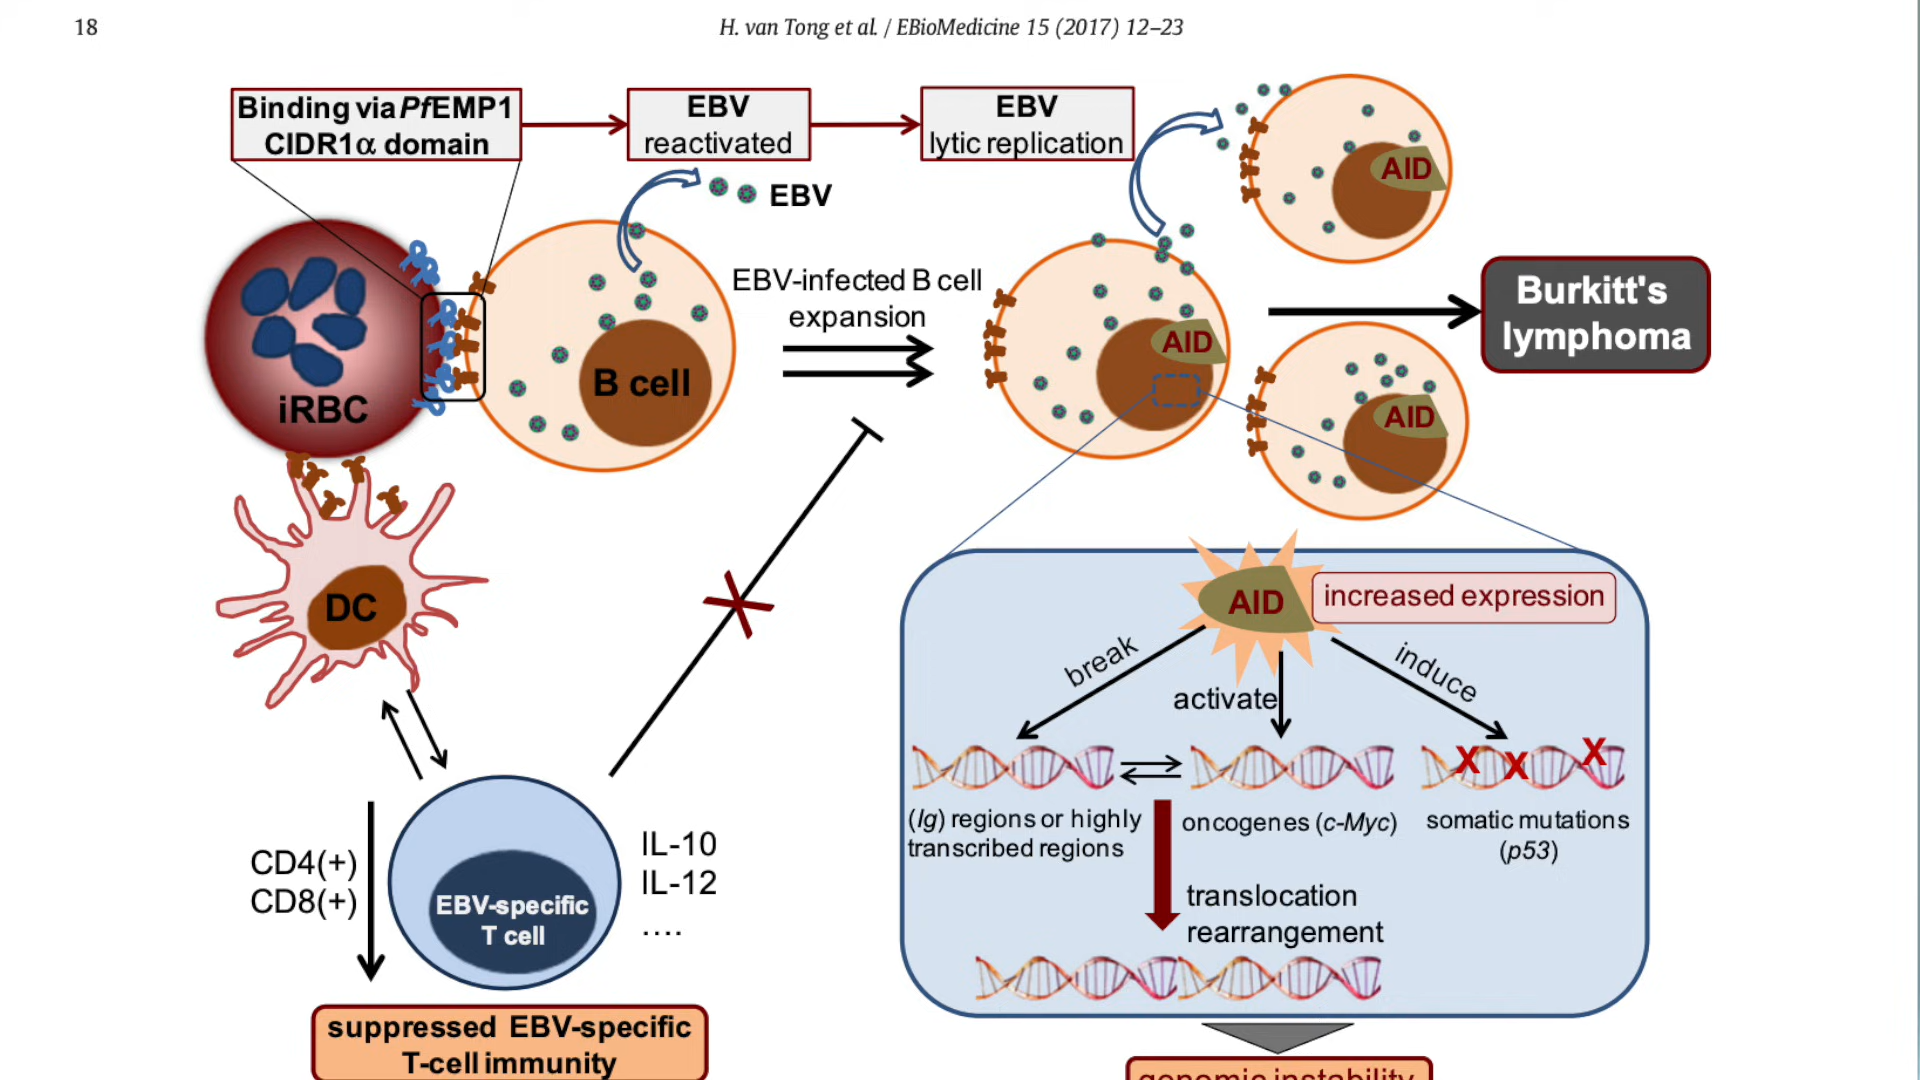 18
H. van Tong et al. / EBioMedicine 15 (2017) 12–23
Binding via PfEMP1
CIDR1α domain
EBV
reactivated
EBV
lytic replication
EBV
AID
iRBC
B cell
EBV-infected B cell
expansion
AID
Burkitt's
lymphoma
AID
DC
AID
increased expression
break
activate
induce
(Ig) regions or highly
transcribed regions
oncogenes (c-Myc)
somatic mutations
(p53)
X
X
X
translocation
rearrangement
CD4(+)
CD8(+)
EBV-specific
T cell
IL-10
IL-12
....
suppressed EBV-specific
T-cell immunity
genomic instability